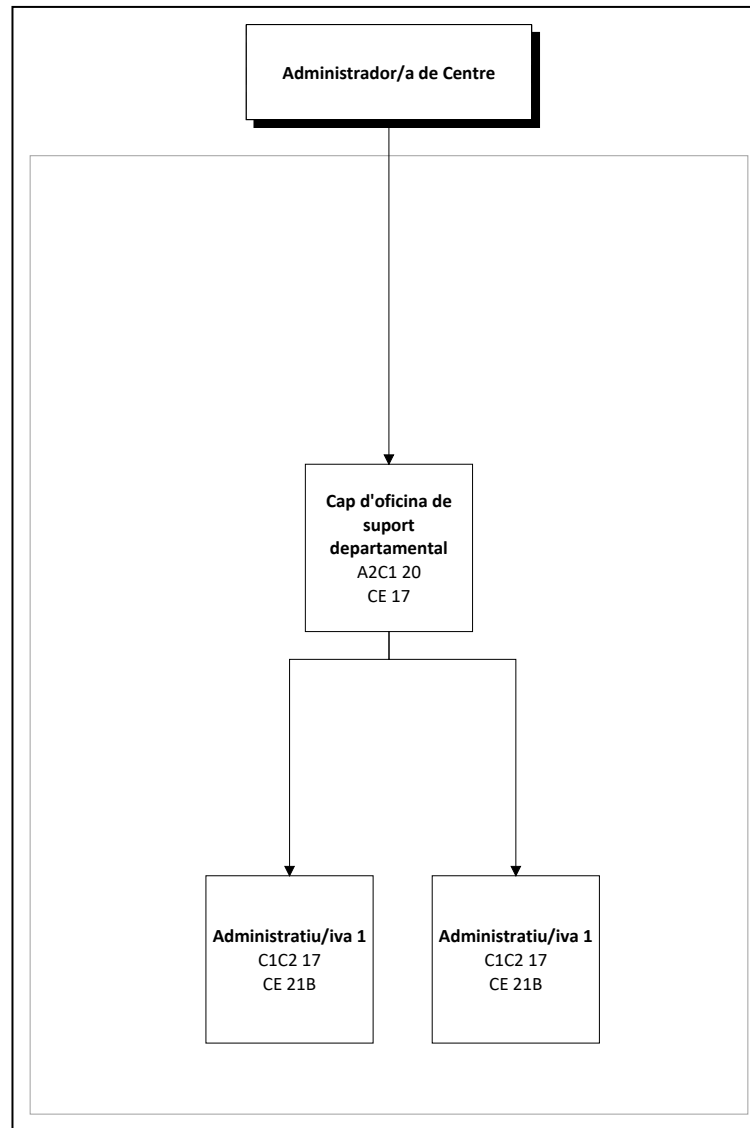 Administrador/a de Centre
Cap d'oficina de
suport
departamental
A2C1 20
CE 17
Administratiu/iva 1
C1C2 17
CE 21B
Administratiu/iva 1
C1C2 17
CE 21B